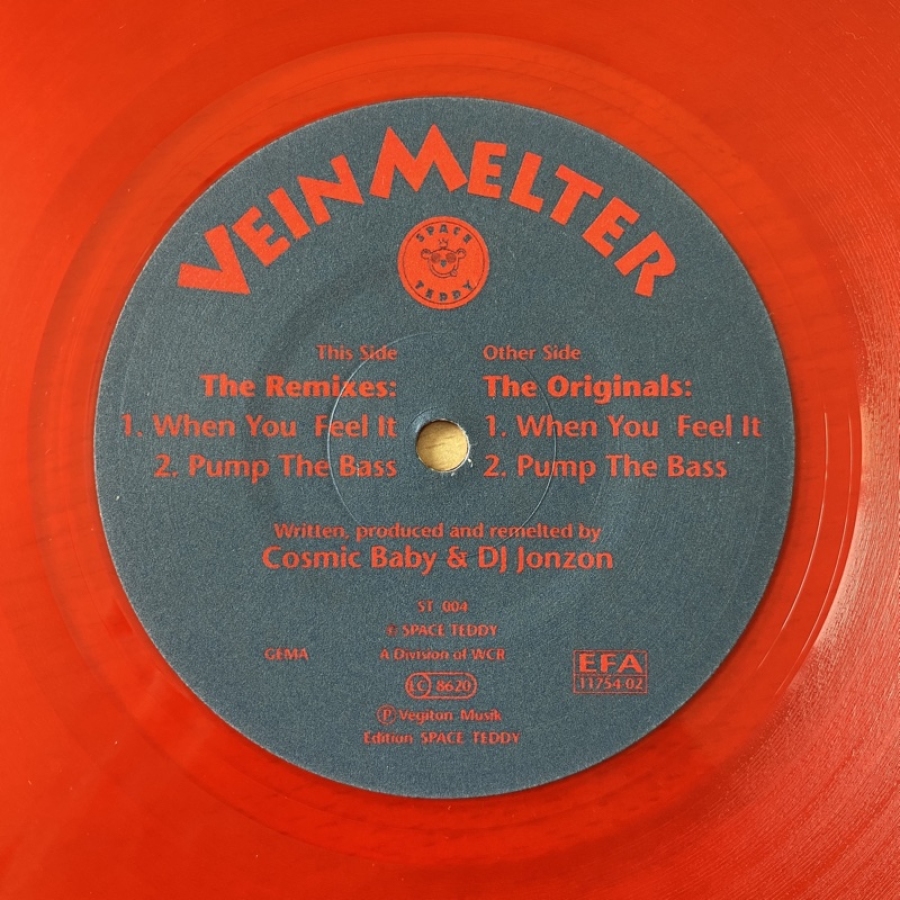 VEINMELTER
SPACE
TEDDY
This Side
The Remixes:
1. When You Feel It
2. Pump The Bass
Other Side
The Originals:
1. When You Feel It
2. Pump The Bass
Written, produced and remelted by
Cosmic Baby & DJ Jonzon
ST 004
SPACE TEDDY
GEMA
A Division of WCR
LC 8620
EFA
11754 02
Ⓟ Vegiton Musik
Edition SPACE TEDDY